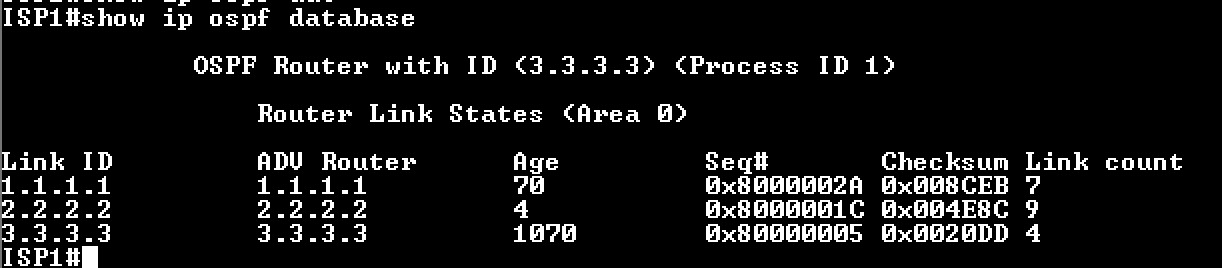 ISP1#show ip ospf database
OSPF Router with ID (3.3.3.3) (Process ID 1)
Router Link States (Area 0)
Link ID ADV Router Age Seq# Checksum Link count
1.1.1.1 1.1.1.1 70 0x8000002A 0x008CEB 7
2.2.2.2 2.2.2.2 4 0x8000001C 0x004E8C 9
3.3.3.3 3.3.3.3 1070 0x80000005 0x0020DD 4
ISP1#